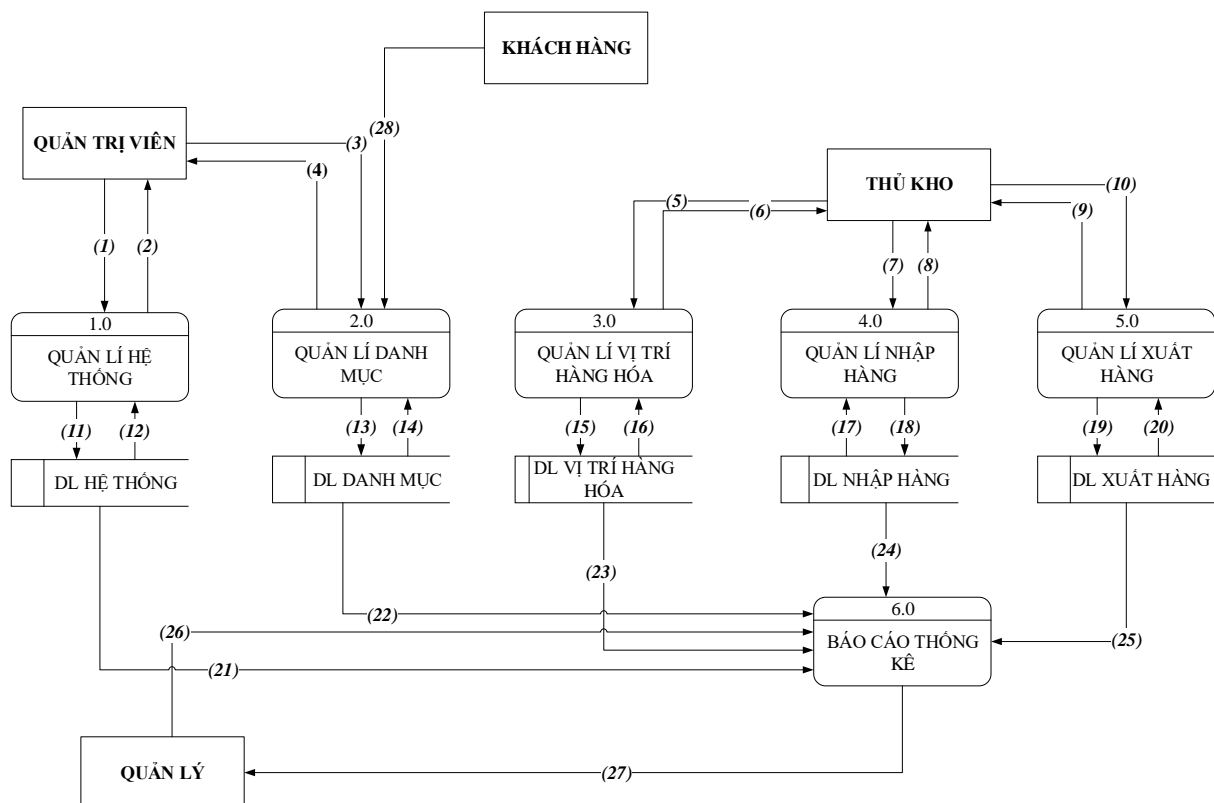 KHÁCH HÀNG
QUẢN TRỊ VIÊN
(3)
(28)
(4)
THỦ KHO
(10)
(5)
(6)
(9)
(1)
(2)
(7)
(8)
1.0
QUẢN LÍ HỆ
THỐNG
2.0
QUẢN LÍ DANH
MỤC
3.0
QUẢN LÍ VỊ TRÍ
HÀNG HÓA
4.0
QUẢN LÍ NHẬP
HÀNG
5.0
QUẢN LÍ XUẤT
HÀNG
(11)
(12)
(13)
(14)
(15)
(16)
(17)
(18)
(19)
(20)
DL HỆ THỐNG
DL DANH MỤC
DL VỊ TRÍ HÀNG
HÓA
DL NHẬP HÀNG
DL XUẤT HÀNG
(24)
(23)
(22)
(26)
(21)
(25)
6.0
BÁO CÁO THỐNG
KÊ
QUẢN LÝ
(27)